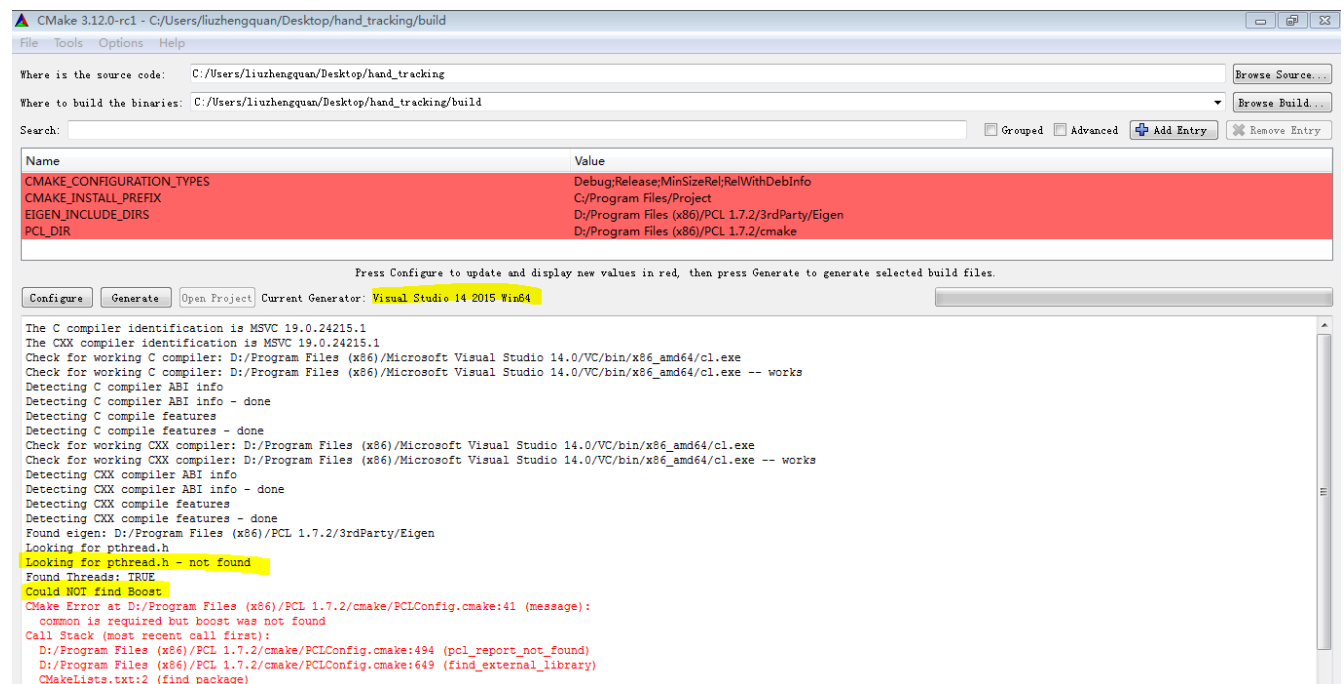 CMake 3.12.0-rc1 - C:/Users/liuzhengquan/Desktop/hand_tracking/build
File Tools Options Help
Where is the source code: C:/Users/liuzhengquan/Desktop/hand_tracking Browse Source...
Where to build the binaries: C:/Users/liuzhengquan/Desktop/hand_tracking/build Browse Build...
Search: Grouped Advanced Add Entry Remove Entry
Name Value
CMAKE_CONFIGURATION_TYPES Debug;Release;MinSizeRel;RelWithDebInfo
CMAKE_INSTALL_PREFIX C:/Program Files/Project
EIGEN_INCLUDE_DIRS D:/Program Files (x86)/PCL 1.7.2/3rdParty/Eigen
PCL_DIR D:/Program Files (x86)/PCL 1.7.2/cmake
Press Configure to update and display new values in red, then press Generate to generate selected build files.
Configure Generate Open Project Current Generator: Visual Studio 14 2015 Win64
The C compiler identification is MSVC 19.0.24215.1
The CXX compiler identification is MSVC 19.0.24215.1
Check for working C compiler: D:/Program Files (x86)/Microsoft Visual Studio 14.0/VC/bin/x86_amd64/cl.exe
Check for working C compiler: D:/Program Files (x86)/Microsoft Visual Studio 14.0/VC/bin/x86_amd64/cl.exe -- works
Detecting C compiler ABI info
Detecting C compiler ABI info - done
Detecting C compile features
Detecting C compile features - done
Check for working CXX compiler: D:/Program Files (x86)/Microsoft Visual Studio 14.0/VC/bin/x86_amd64/cl.exe
Check for working CXX compiler: D:/Program Files (x86)/Microsoft Visual Studio 14.0/VC/bin/x86_amd64/cl.exe -- works
Detecting CXX compiler ABI info
Detecting CXX compiler ABI info - done
Detecting CXX compile features
Detecting CXX compile features - done
Found eigen: D:/Program Files (x86)/PCL 1.7.2/3rdParty/Eigen
Looking for pthread.h
Looking for pthread.h - not found
Found Threads: TRUE
Could NOT find Boost
CMake Error at D:/Program Files (x86)/PCL 1.7.2/cmake/PCLConfig.cmake:41 (message):
common is required but boost was not found
Call Stack (most recent call first):
D:/Program Files (x86)/PCL 1.7.2/cmake/PCLConfig.cmake:494 (pcl_report_not_found)
D:/Program Files (x86)/PCL 1.7.2/cmake/PCLConfig.cmake:649 (find_external_library)
CMakeLists.txt:2 (find_package)